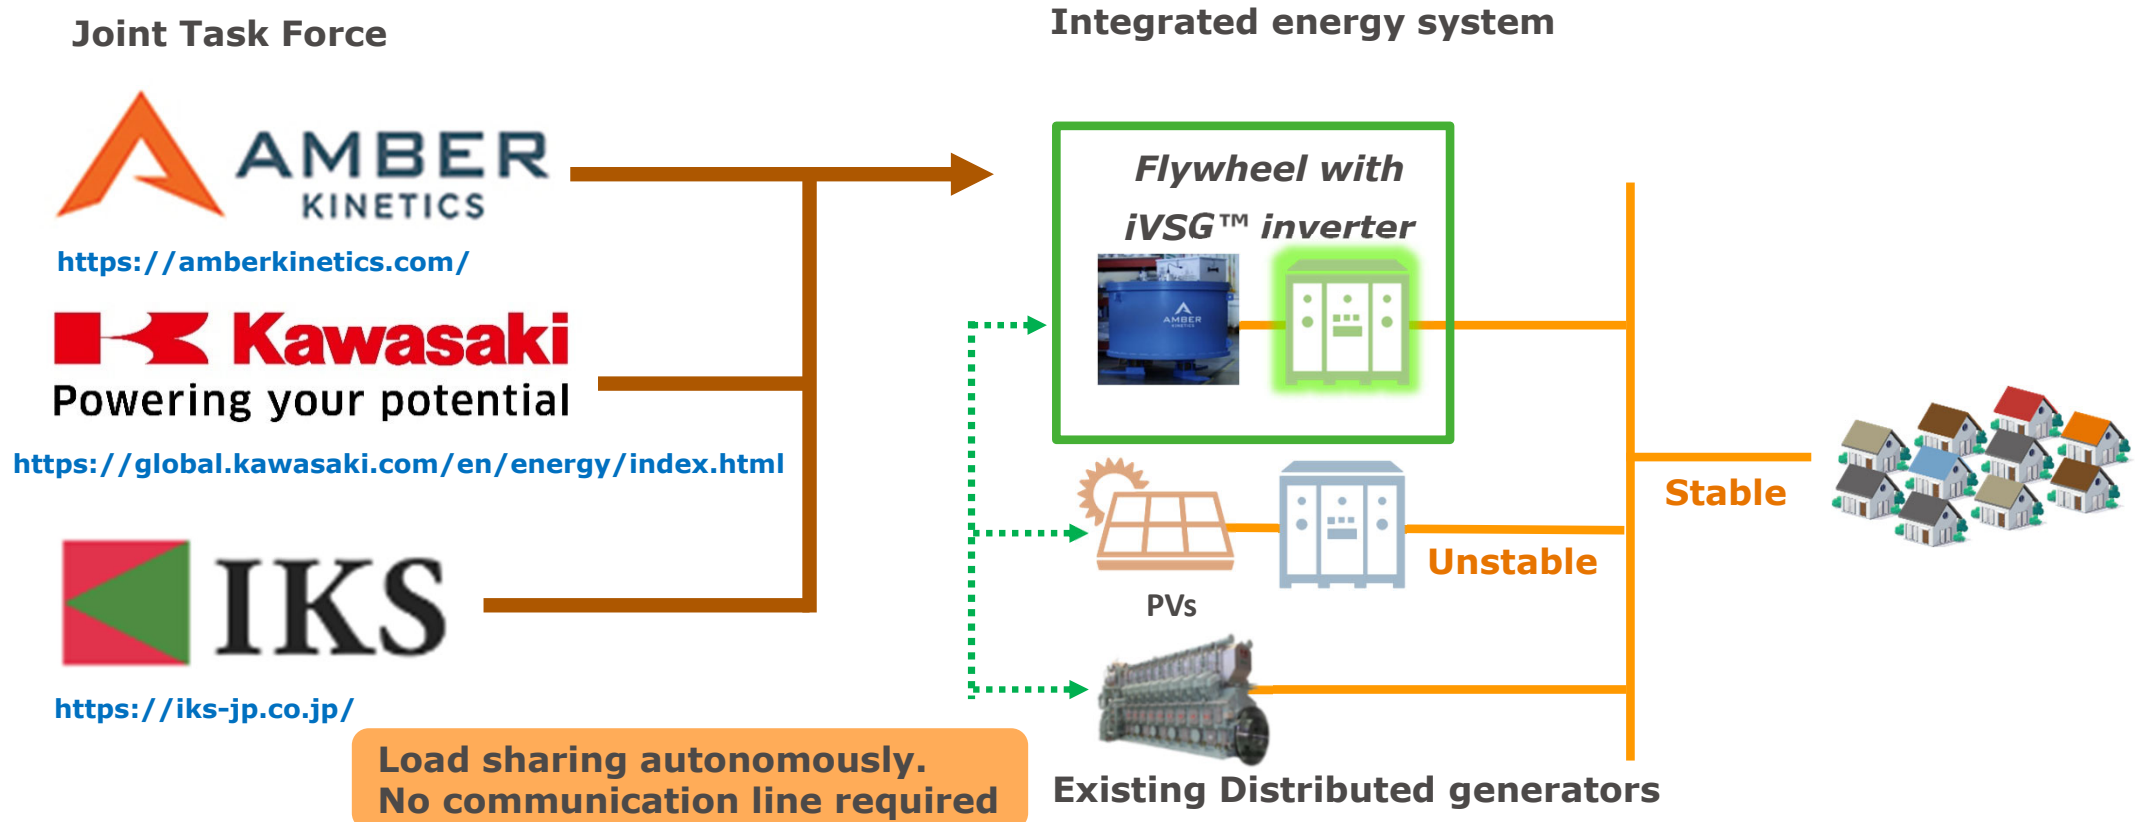 Joint Task Force
AMBER
KINETICS
https://amberkinetics.com/
Kawasaki
Powering your potential
https://global.kawasaki.com/en/energy/index.html
IKS
https://iks-jp.co.jp/
Load sharing autonomously.
No communication line required
Integrated energy system
Flywheel with
iVSG™ inverter
AMBER
KINETICS
PVs
Unstable
Stable
Existing Distributed generators